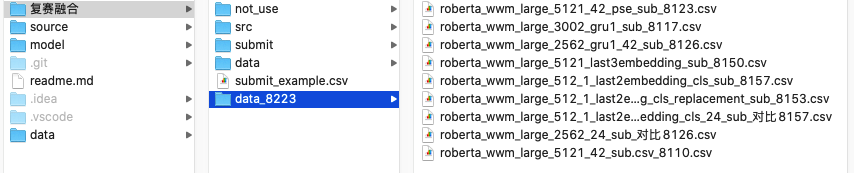 复赛融合
source
model
.git
readme.md
.idea
.vscode
data
not_use
src
submit
data
submit_example.csv
data_8223
roberta_wwm_large_5121_42_pse_sub_8123.csv
roberta_wwm_large_3002_gru1_sub_8117.csv
roberta_wwm_large_2562_gru1_42_sub_8126.csv
roberta_wwm_large_5121_last3embedding_sub_8150.csv
roberta_wwm_large_512_1_last2embedding_cls_sub_8157.csv
roberta_wwm_large_512_1_last2e...g_cls_replacement_sub_8153.csv
roberta_wwm_large_512_1_last2e...edding_cls_24_sub_对比8157.csv
roberta_wwm_large_2562_24_sub_对比8126.csv
roberta_wwm_large_5121_42_sub.csv_8110.csv